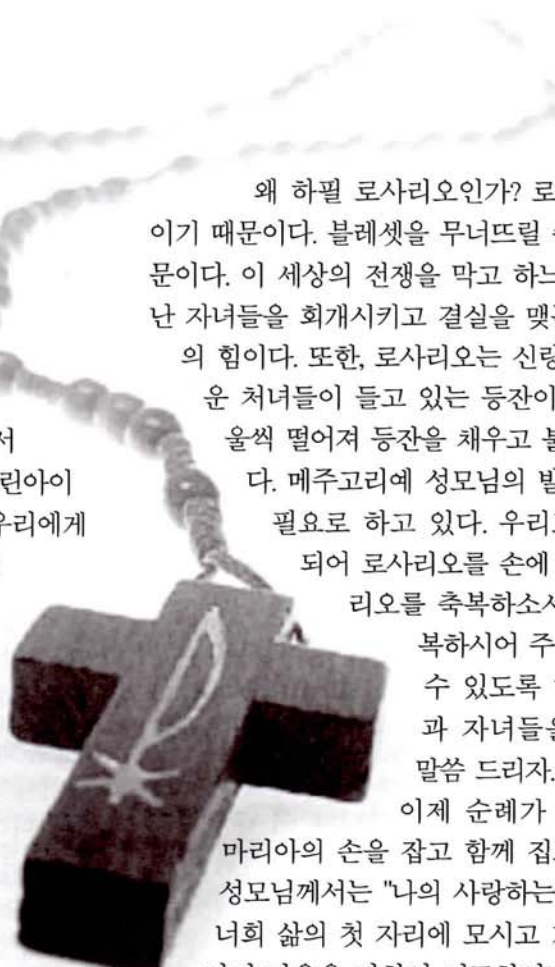 서
린아이
우리에게
왜 하필 로사리오인가? 로
이기 때문이다. 블레셋을 무너뜨릴
문이다. 이 세상의 전쟁을 막고 하느
난 자녀들을 회개시키고 결실을 맺
의 힘이다. 또한, 로사리오는 신랑
운 처녀들이 들고 있는 등잔이
울씩 떨어져 등잔을 채우고 불
다. 메주고리예 성모님의 발
필요로 하고 있다. 우리
되어 로사리오를 손에
리오를 축복하소서
복하시어 주
수 있도록
과 자녀들을
말씀 드리자.
이제 순례가
마리아의 손을 잡고 함께 집
성모님께서는 "나의 사랑하는
너희 삶의 첫 자리에 모시고